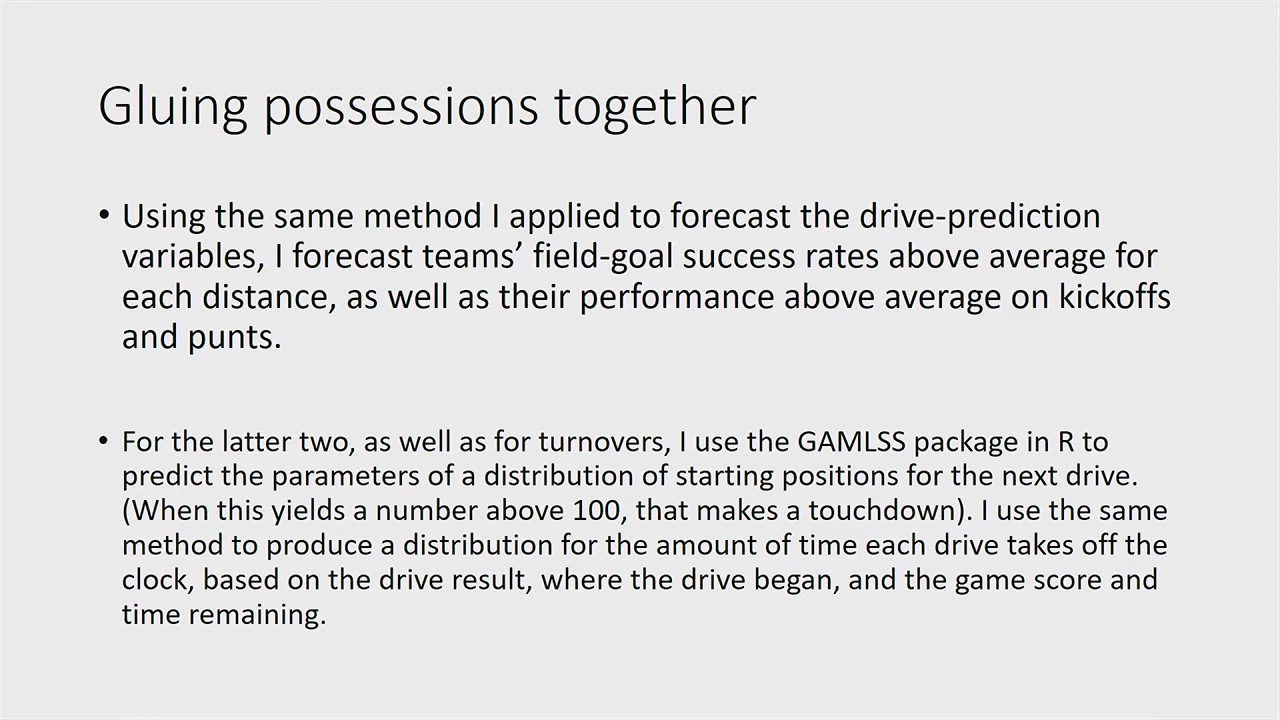 Gluing possessions together
• Using the same method I applied to forecast the drive-prediction
variables, I forecast teams’ field-goal success rates above average for
each distance, as well as their performance above average on kickoffs
and punts.
• For the latter two, as well as for turnovers, I use the GAMLSS package in R to
predict the parameters of a distribution of starting positions for the next drive.
(When this yields a number above 100, that makes a touchdown). I use the same
method to produce a distribution for the amount of time each drive takes off the
clock, based on the drive result, where the drive began, and the game score and
time remaining.